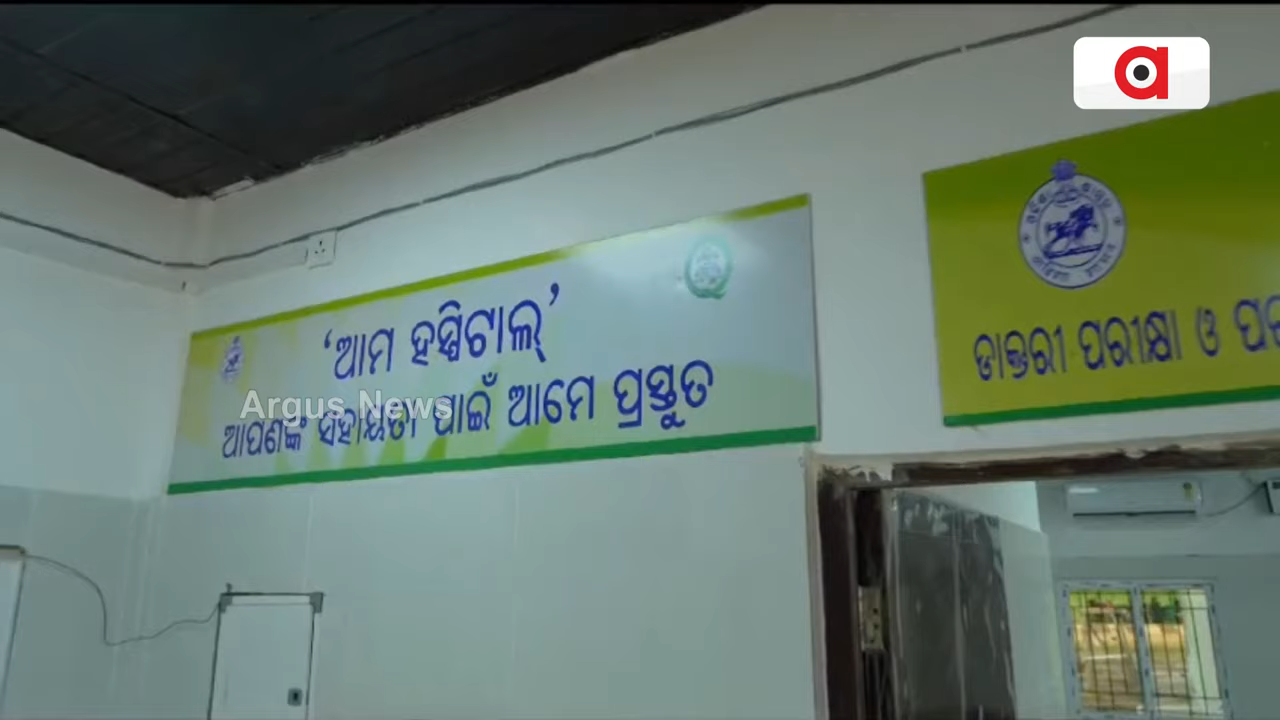 ‘ଆମ ହସ୍ପିଟାଲ୍’
ଆପଣଙ୍କ ସହାୟତା ପାଇଁ ଆମେ ପ୍ରସ୍ତୁତ
Argus News
ଡାକ୍ତରୀ ପରୀକ୍ଷା ଓ